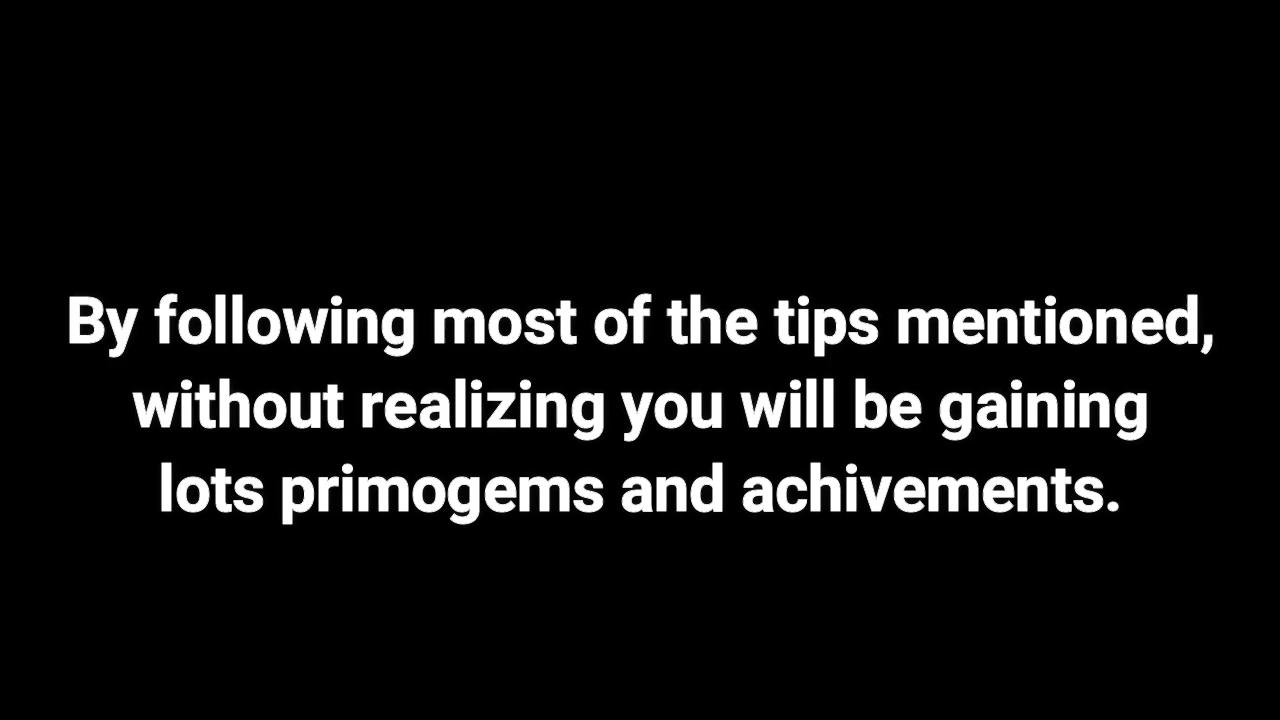 By following most of the tips mentioned,
without realizing you will be gaining
lots primogems and achivements.